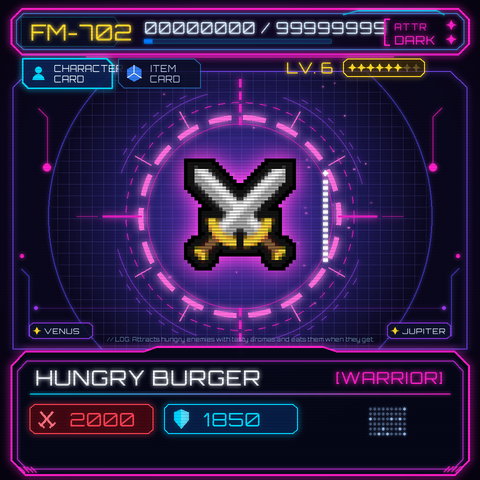 FM-702
00000000 / 99999999
ATTR
DARK
CHARACTER
CARD
ITEM
CARD
LV. 6
VENUS
JUPITER
// LOG: Attracts hungry enemies with tasty aromas and eats them when they get
HUNGRY BURGER
[WARRIOR]
2000
1850